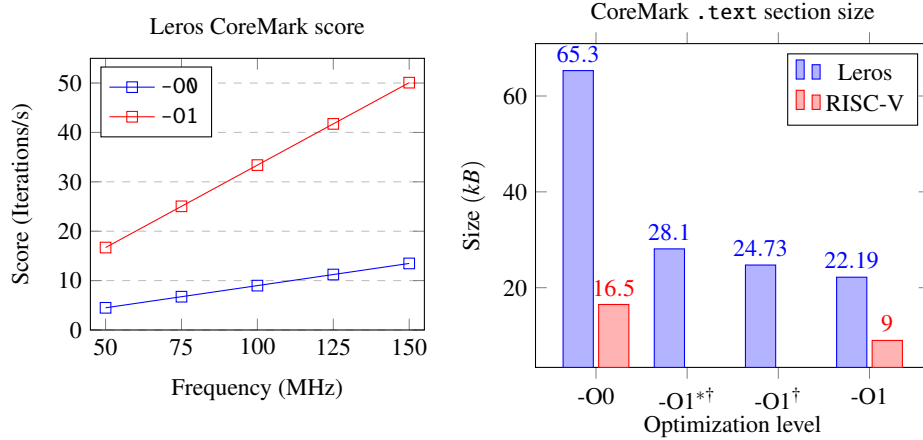 Leros CoreMark score
Score (Iterations/s)
50
40
30
20
10
0
-O0
-O1
50 75 100 125 150
Frequency (MHz)
CoreMark .text section size
Size (kB)
60
40
20
Leros
RISC-V
65.3
16.5
28.1
24.73
22.19
9
-O0 -O1*† -O1† -O1
Optimization level